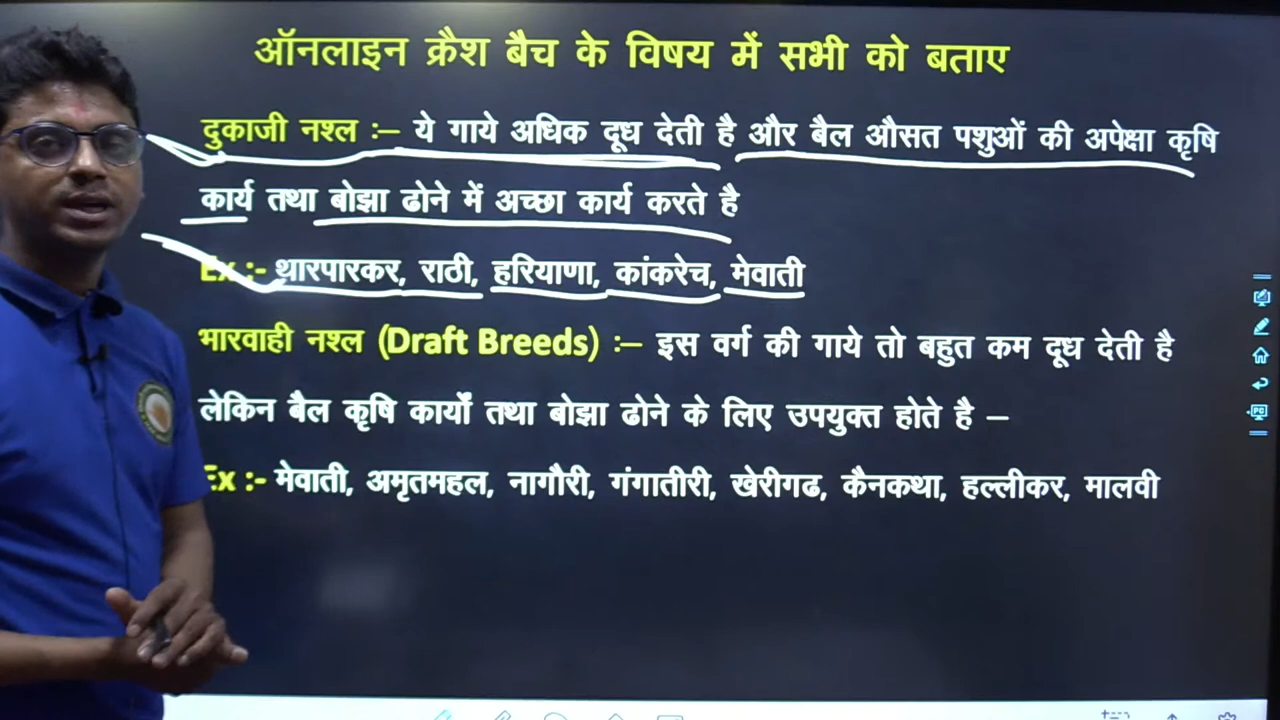 ऑनलाइन क्रैश बैच के विषय में सभी को बताए
दुकाजी नश्ल :– ये गाये अधिक दूध देती है और बैल औसत पशुओं की अपेक्षा कृषि
कार्य तथा बोझा ढोने में अच्छा कार्य करते है
Ex :- थारपारकर, राठी, हरियाणा, कांकरेच, मेवाती
भारवाही नश्ल (Draft Breeds) :– इस वर्ग की गाये तो बहुत कम दूध देती है
लेकिन बैल कृषि कार्यों तथा बोझा ढोने के लिए उपयुक्त होते है –
Ex :- मेवाती, अमृतमहल, नागौरी, गंगातीरी, खेरीगढ, कैनकथा, हल्लीकर, मालवी